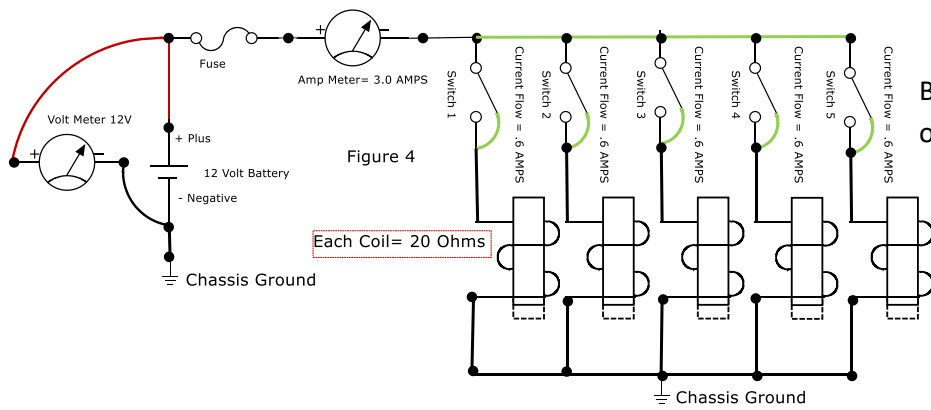 +
−
Fuse
Amp Meter= 3.0 AMPS
Volt Meter 12V
+
−
+ Plus
12 Volt Battery
- Negative
Chassis Ground
Figure 4
Each Coil= 20 Ohms
Switch 1
Current Flow = .6 AMPS
Switch 2
Current Flow = .6 AMPS
Switch 3
Current Flow = .6 AMPS
Switch 4
Current Flow = .6 AMPS
Switch 5
Current Flow = .6 AMPS
B
o
Chassis Ground